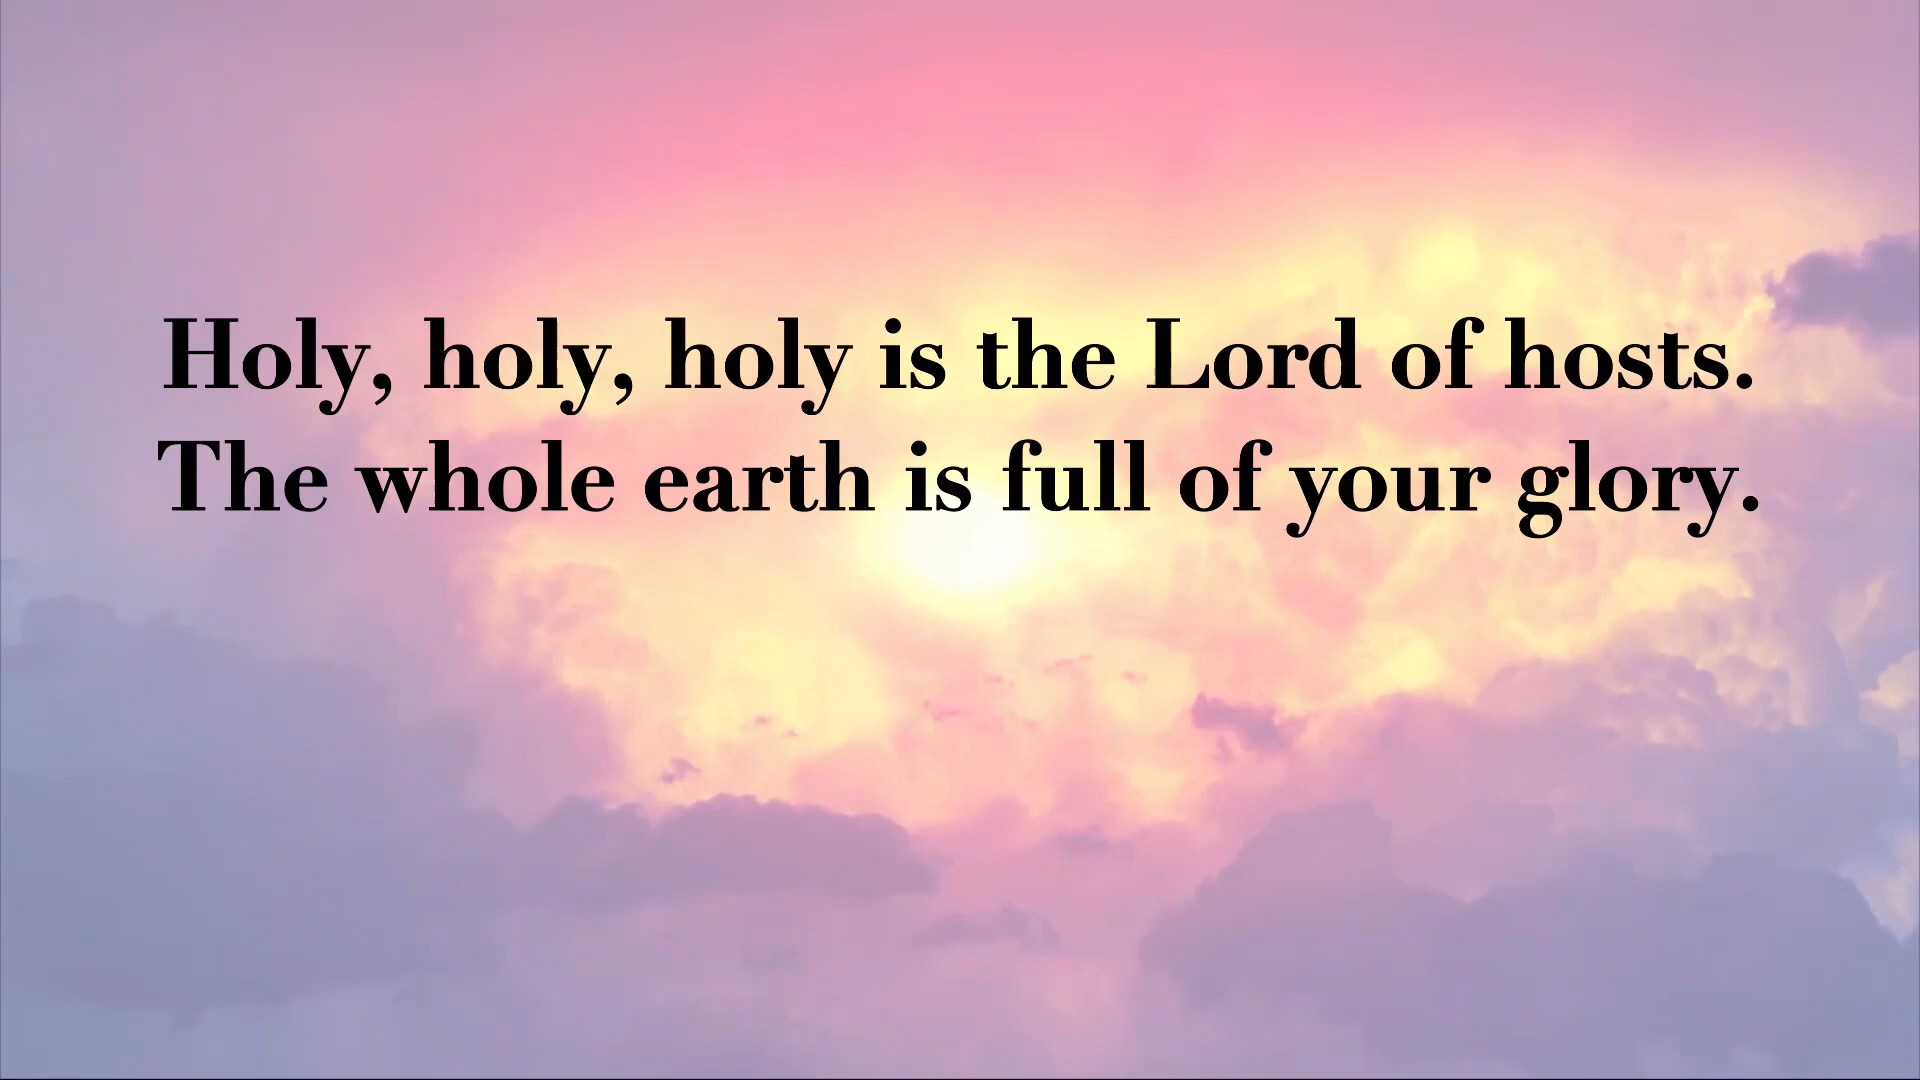 Holy, holy, holy is the Lord of hosts.
The whole earth is full of your glory.